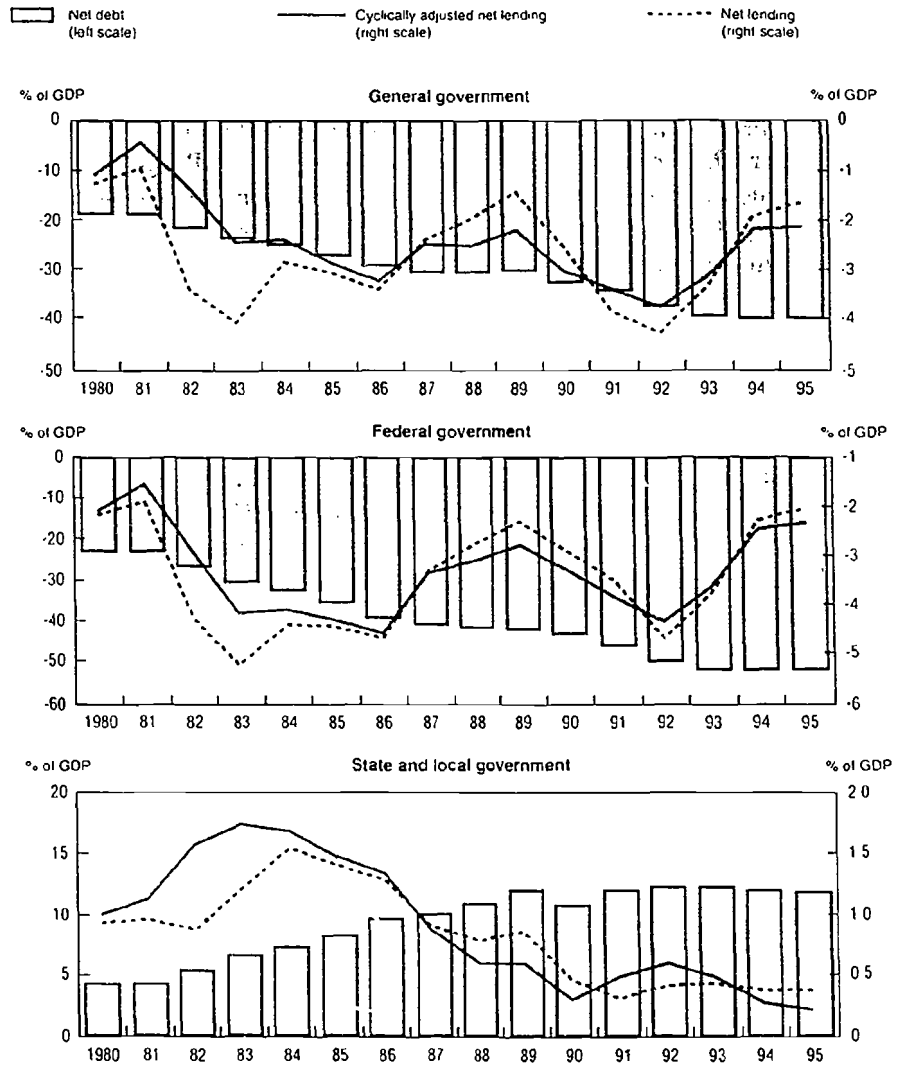 Net debt
(left scale)
Cyclically adjusted net lending
(right scale)
Net lending
(right scale)
% of GDP
General government
% of GDP
0
-10
-20
-30
-40
-50
0
-1
-2
-3
-4
-5
1980 81 82 83 84 85 86 87 88 89 90 91 92 93 94 95
% of GDP
Federal government
% of GDP
0
-10
-20
-30
-40
-50
-60
-1
-2
-3
-4
-5
-6
1980 81 82 83 84 85 86 87 88 89 90 91 92 93 94 95
% of GDP
State and local government
% of GDP
20
15
10
5
0
2 0
1 5
1 0
0 5
0
1980 81 82 83 84 85 86 87 88 89 90 91 92 93 94 95